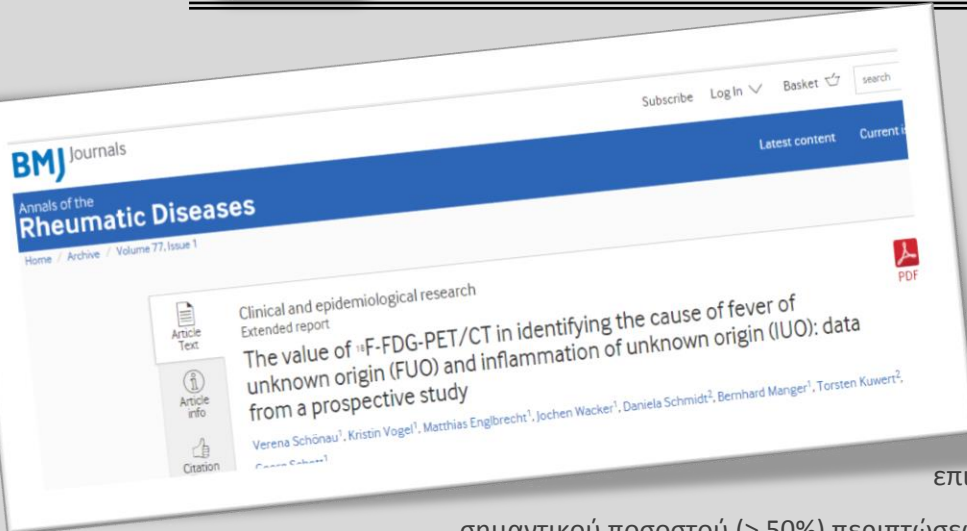 Subscribe Log In Basket search
BMJ Journals
Latest content Current i
Annals of the
Rheumatic Diseases
Home / Archive / Volume 77, Issue 1
PDF
Article
Text
Article
info
Citation
Clinical and epidemiological research
Extended report
The value of ¹⁸F-FDG-PET/CT in identifying the cause of fever of
unknown origin (FUO) and inflammation of unknown origin (IUO): data
from a prospective study
Verena Schönau¹, Kristin Vogel¹, Matthias Englbrecht¹, Jochen Wacker¹, Daniela Schmidt², Bernhard Manger¹, Torsten Kuwert²,
επι
σημαντικού ποσοστού (> 50%) περιπτώσεω